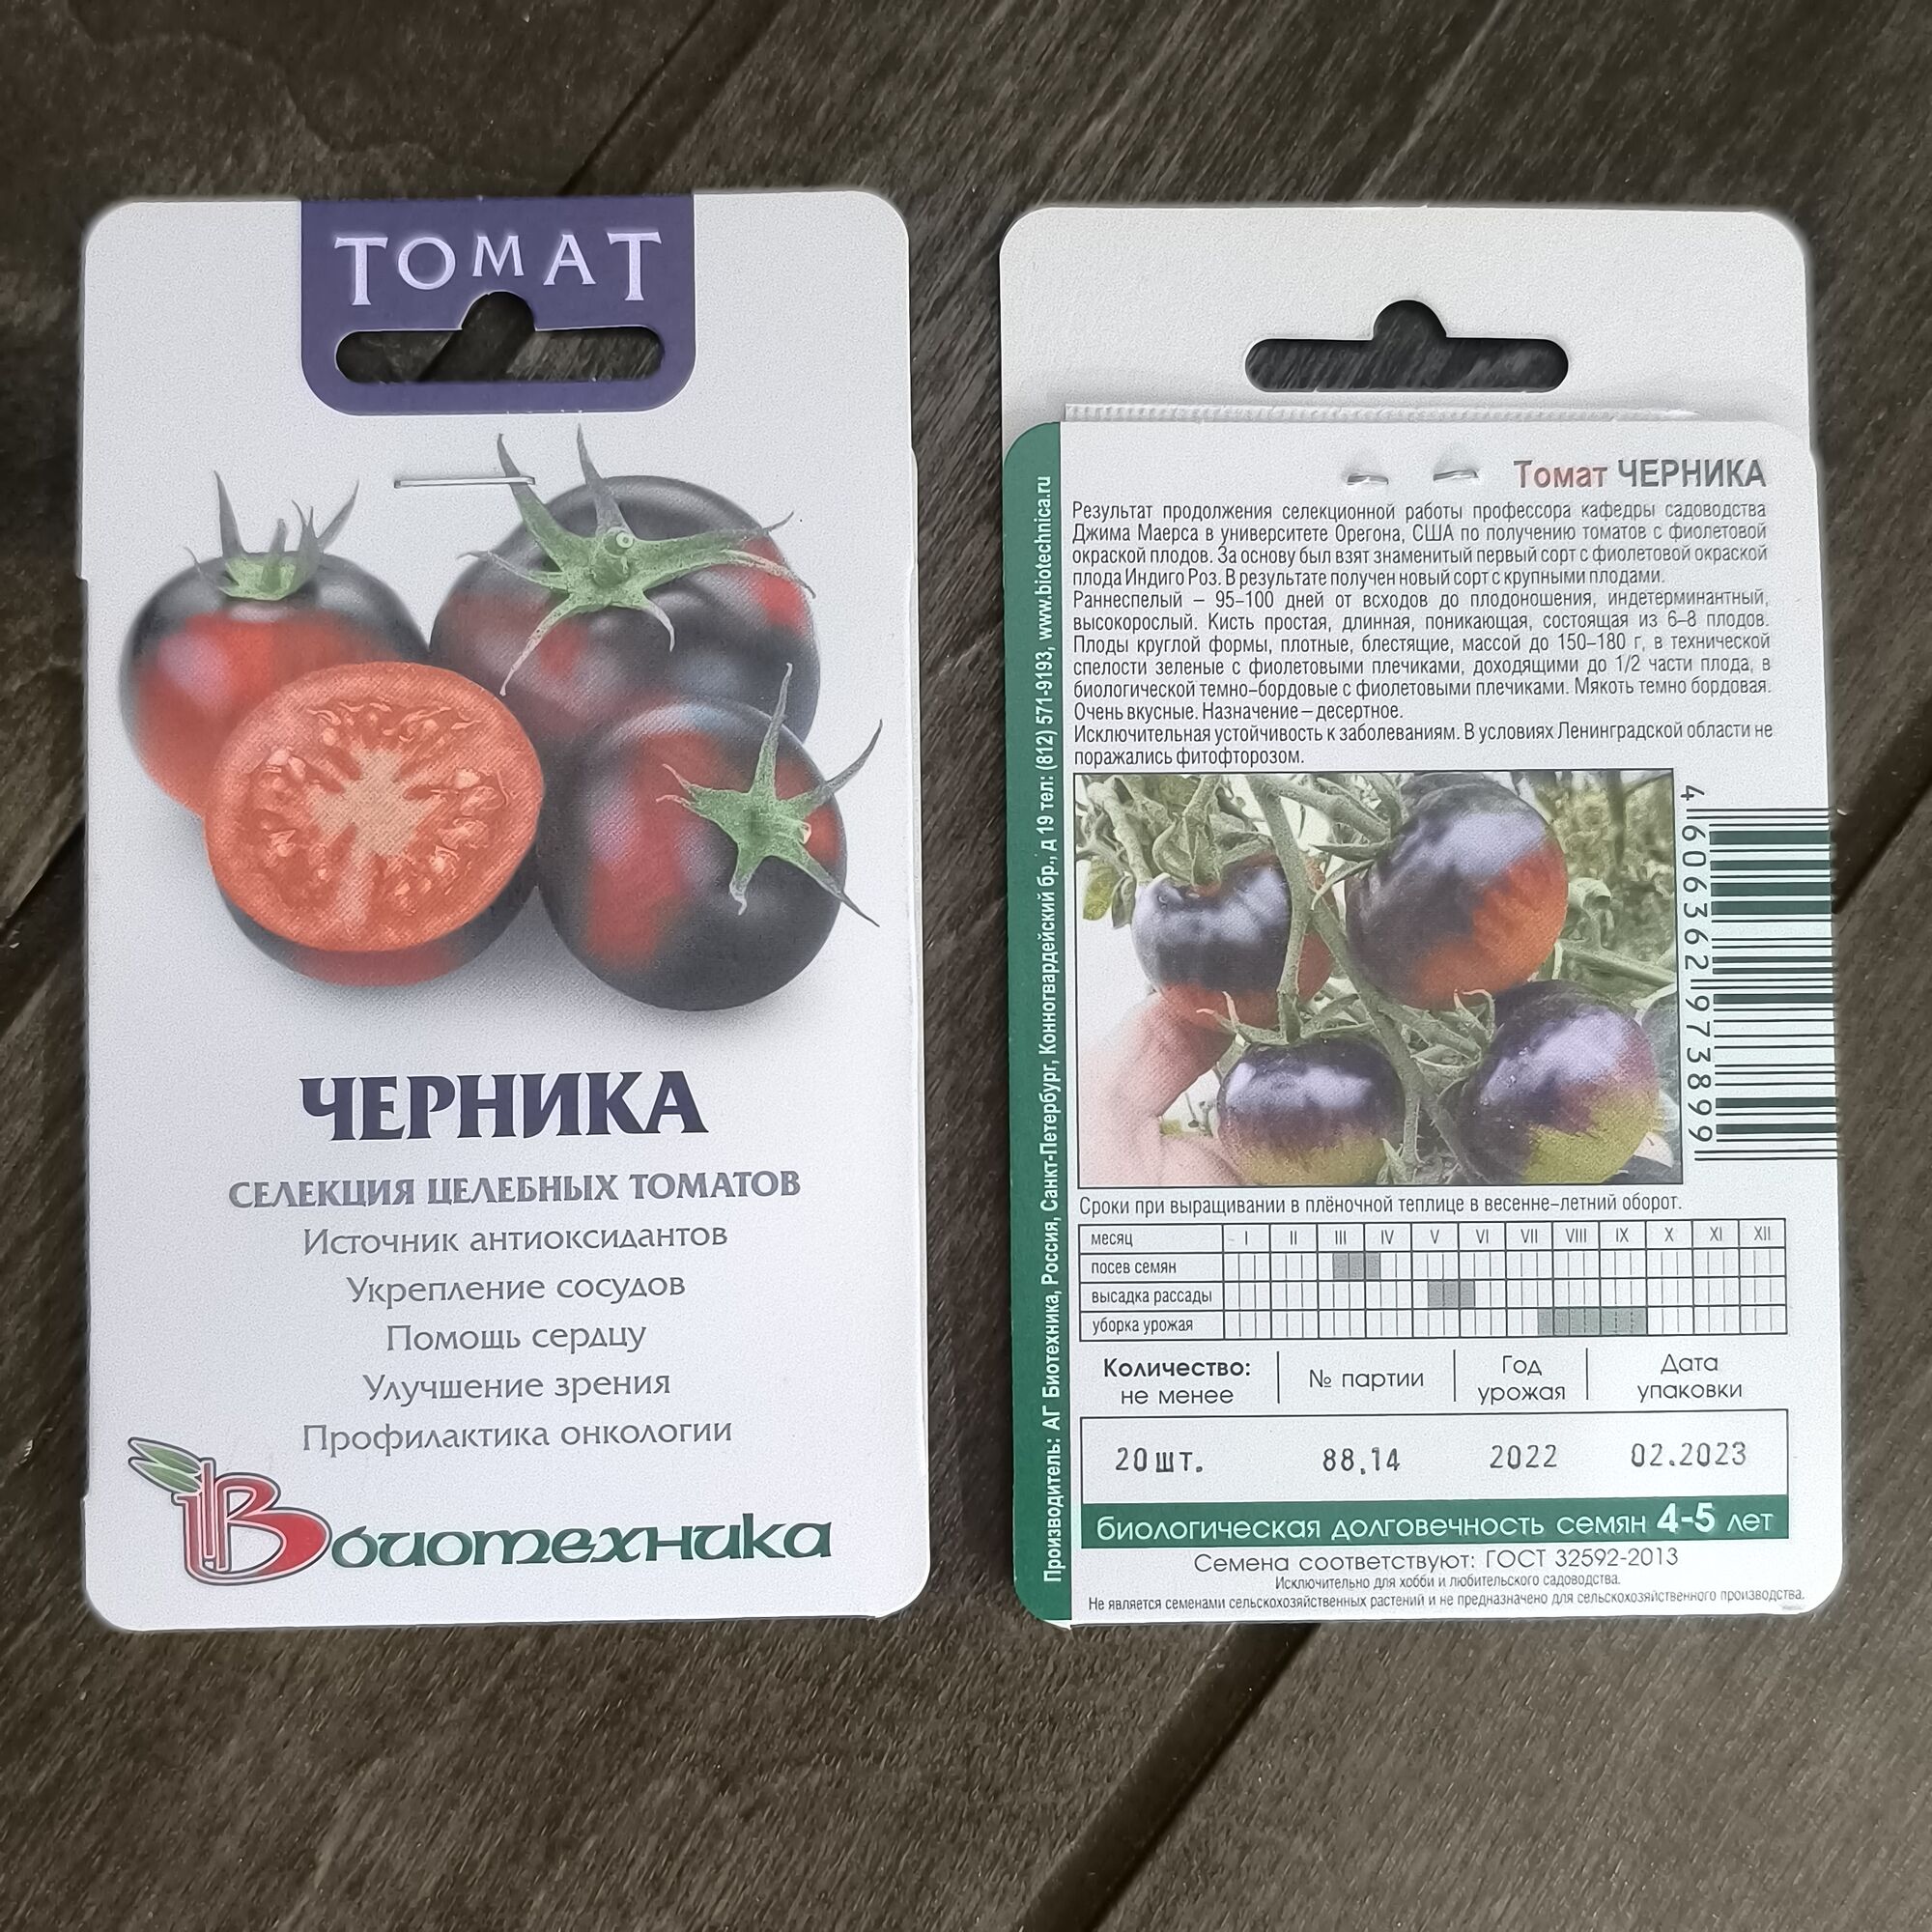 ТОМАТ
ЧЕРНИКА
СЕЛЕКЦИЯ ЦЕЛЕБНЫХ ТОМАТОВ
Источник антиоксидантов
Укрепление сосудов
Помощь сердцу
Улучшение зрения
Профилактика онкологии
В
биотехника
Томат ЧЕРНИКА
Результат продолжения селекционной работы профессора кафедры садоводства
Джима Маерса в университете Орегона, США по получению томатов с фиолетовой
окраской плодов. За основу был взят знаменитый первый сорт с фиолетовой окраской
плода Индиго Роз. В результате получен новый сорт с крупными плодами.
Раннеспелый – 95–100 дней от всходов до плодоношения, индетерминантный,
высокорослый. Кисть простая, длинная, поникающая, состоящая из 6–8 плодов.
Плоды круглой формы, плотные, блестящие, массой до 150–180 г, в технической
спелости зеленые с фиолетовыми плечиками, доходящими до 1/2 части плода, в
биологической темно–бордовые с фиолетовыми плечиками. Мякоть темно бордовая.
Очень вкусные. Назначение – десертное.
Исключительная устойчивость к заболеваниям. В условиях Ленинградской области не
поражались фитофторозом.
4 606362 973899
Сроки при выращивании в плёночной теплице в весенне–летний оборот.
месяц I II III IV V VI VII VIII IX X XI XII
посев семян
высадка рассады
уборка урожая
Количество: не менее № партии Год урожая Дата упаковки
20шт. 88.14 2022 02.2023
биологическая долговечность семян 4-5 лет
Семена соответствуют: ГОСТ 32592-2013
Исключительно для хобби и любительского садоводства.
Не является семенами сельскохозяйственных растений и не предназначено для сельскохозяйственного производства.
Производитель: АГ Биотехника, Россия, Санкт-Петербург, Конногвардейский бр., д 19 тел: (812) 571-9193, www.biotechnica.ru